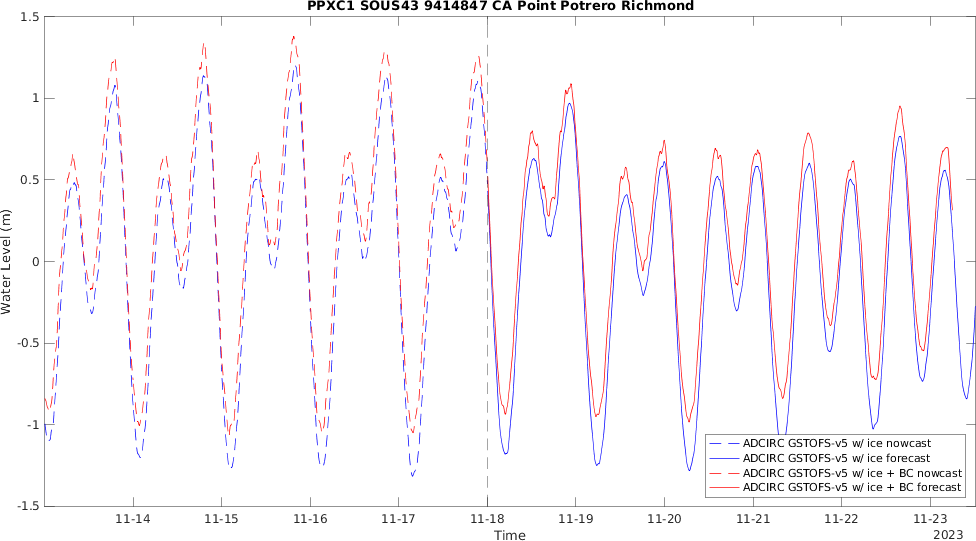 PPXC1 SOUS43 9414847 CA Point Potrero Richmond
Water Level (m)
1.5
1
0.5
0
-0.5
-1
-1.5
11-14 11-15 11-16 11-17 11-18 11-19 11-20 11-21 11-22 11-23
Time
2023
ADCIRC GSTOFS-v5 w/ ice nowcast
ADCIRC GSTOFS-v5 w/ ice forecast
ADCIRC GSTOFS-v5 w/ ice + BC nowcast
ADCIRC GSTOFS-v5 w/ ice + BC forecast